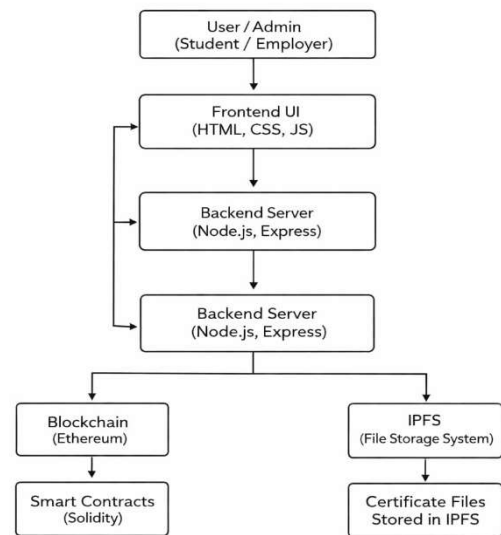 User / Admin
(Student / Employer)
Frontend UI
(HTML, CSS, JS)
Backend Server
(Node.js, Express)
Backend Server
(Node.js, Express)
Blockchain
(Ethereum)
IPFS
(File Storage System)
Smart Contracts
(Solidity)
Certificate Files
Stored in IPFS